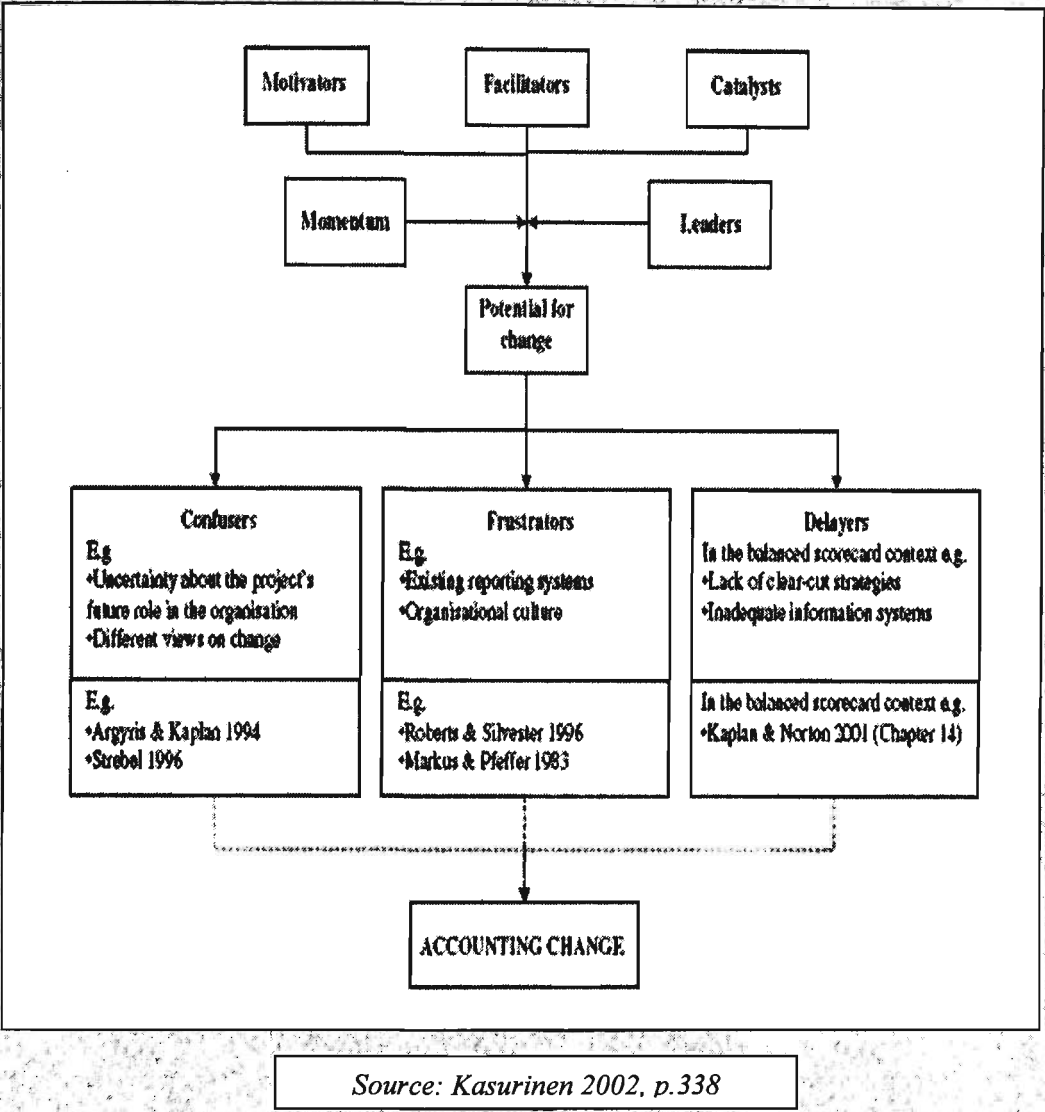 Motivators
Facilitators
Catalysts
Momentum
Leaders
Potential for
change
Confusers
E.g
•Uncertainty about the project's
future role in the organisation
•Different views on change
E.g.
•Argyris & Kaplan 1994
•Strebel 1996
Frustrators
E.g.
•Existing reporting systems
•Organisational culture
E.g.
•Roberts & Silvester 1996
•Markus & Pfeffer 1983
Delayers
In the balanced scorecard context e.g.
•Lack of clear-cut strategies
•Inadequate information systems
In the balanced scorecard context e.g.
•Kaplan & Norton 2001 (Chapter 14)
ACCOUNTING CHANGE
Source: Kasurinen 2002, p.338